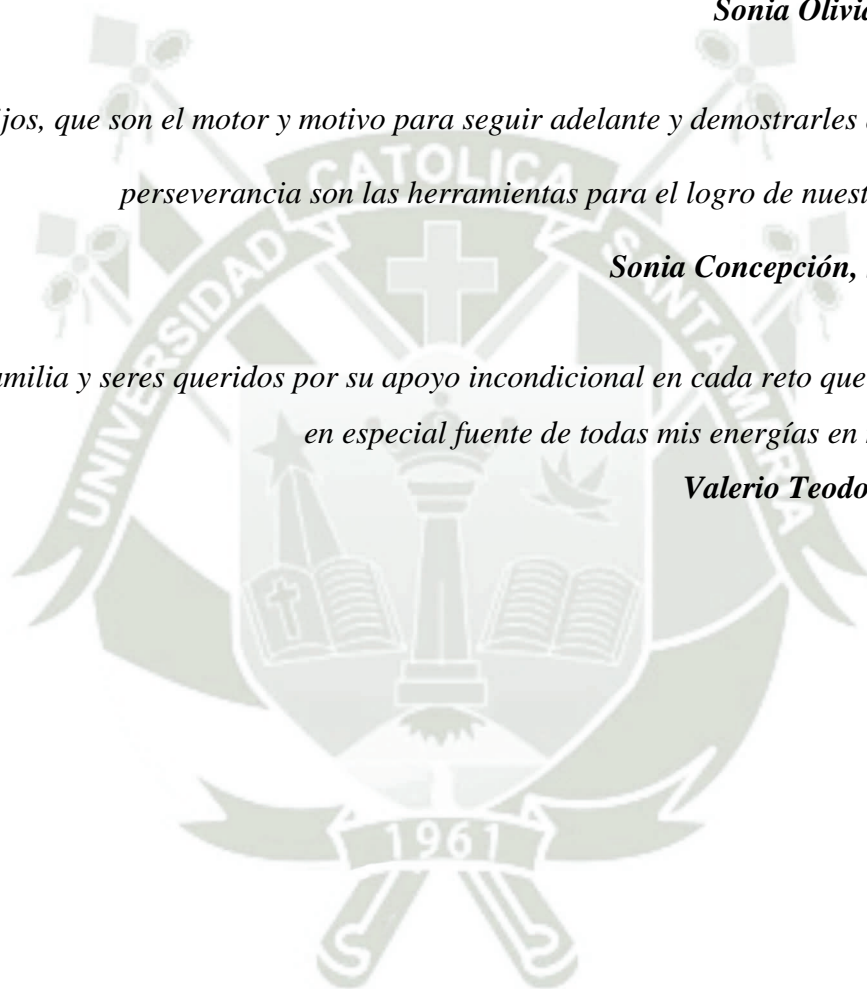 Sonia Olivia
jos, que son el motor y motivo para seguir adelante y demostrarles
perseverancia son las herramientas para el logro de nuest
Sonia Concepción,
amilia y seres queridos por su apoyo incondicional en cada reto que
en especial fuente de todas mis energías en
Valerio Teodo
UNIVERSIDAD CATOLICA SANTA MARIA
1961